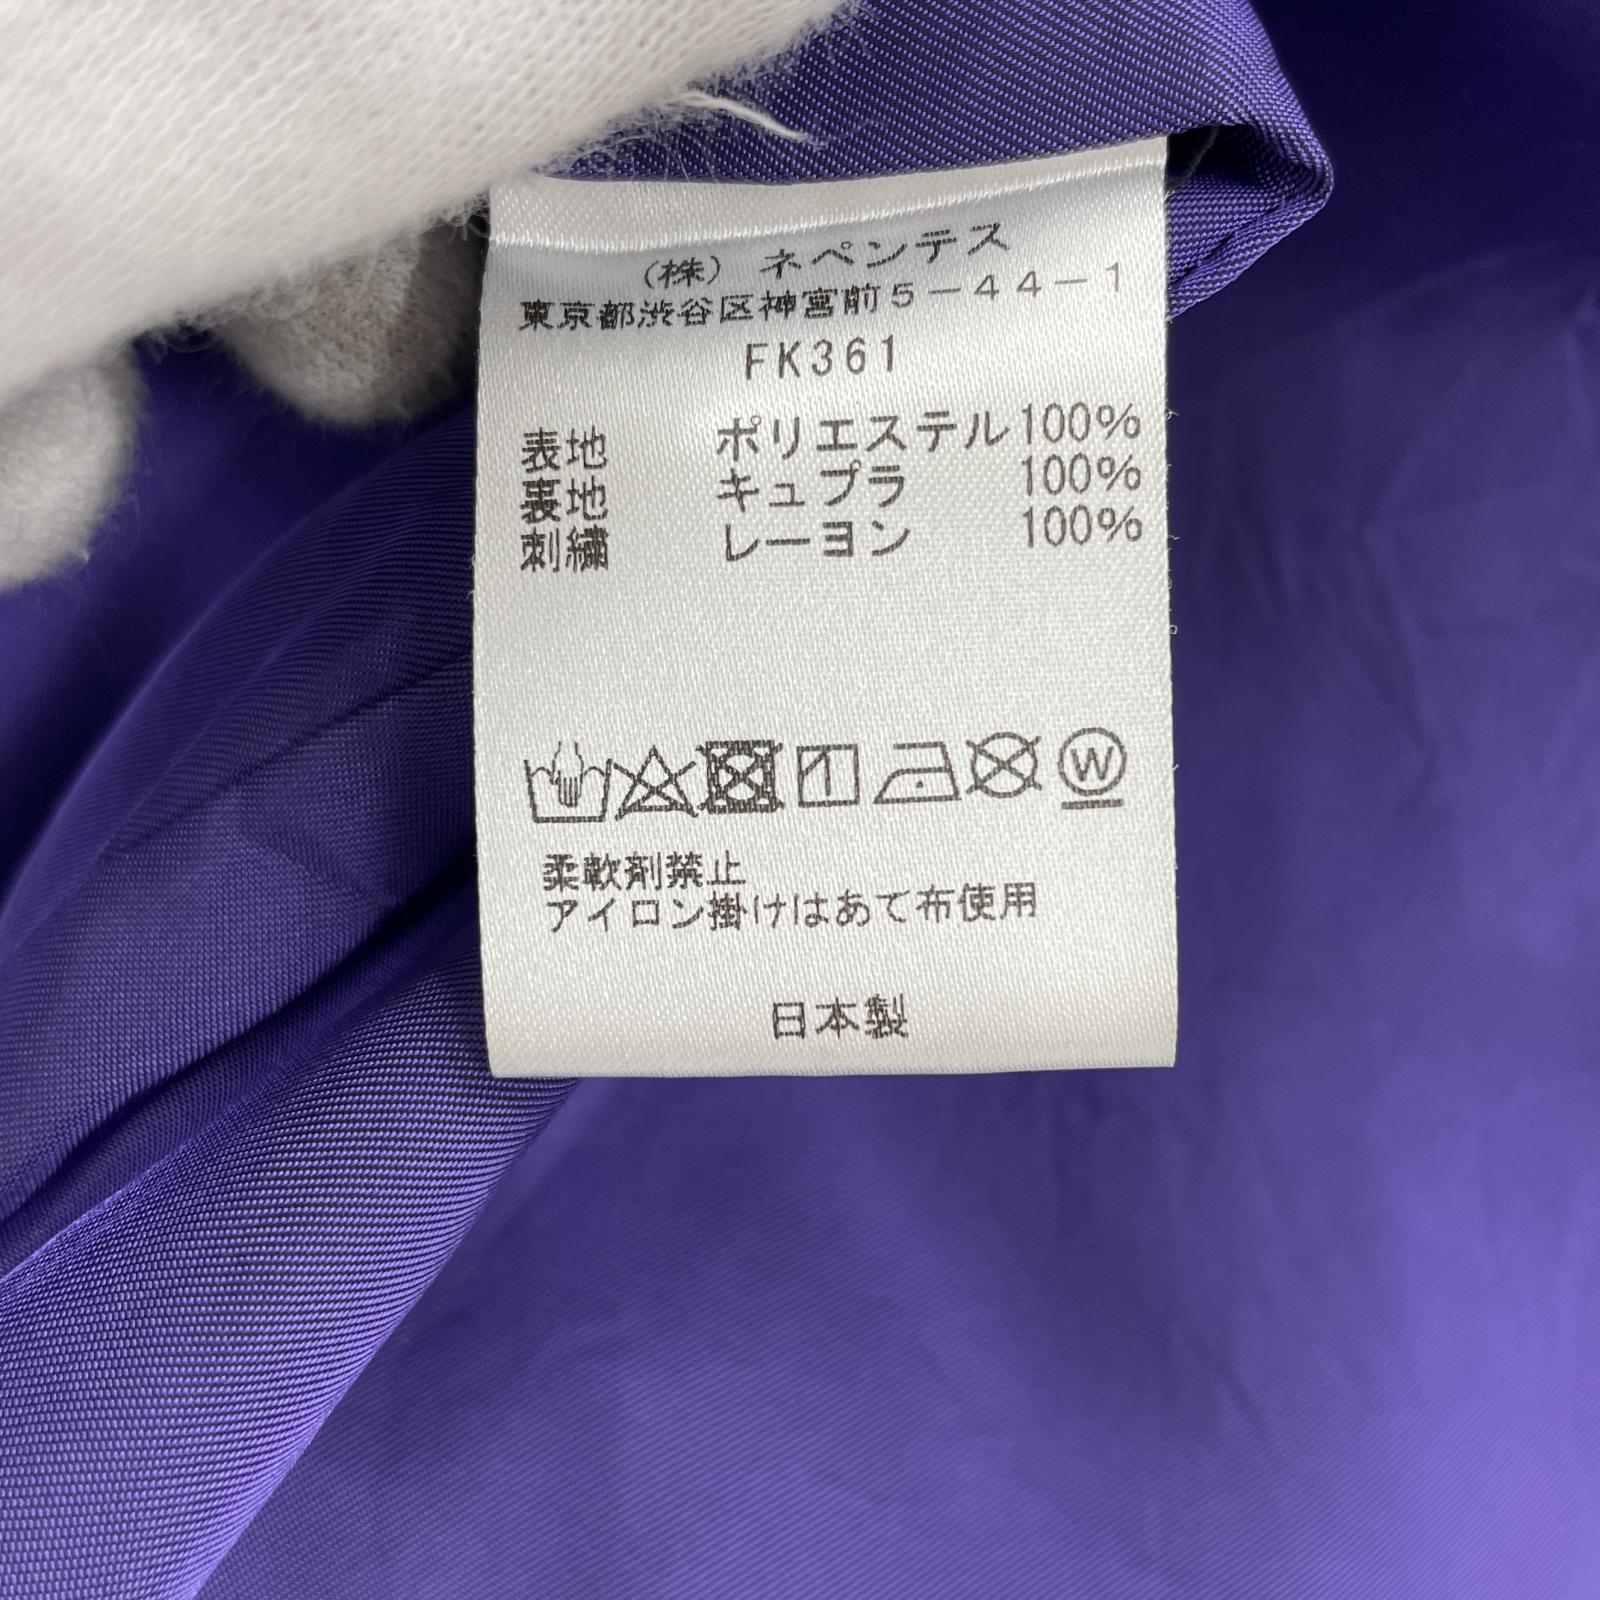 （株）ネペンテス
東京都渋谷区神宮前5－44－1
FK361
表地 ポリエステル100%
裏地 キュプラ 100%
刺繍 レーヨン 100%
W
柔軟剤禁止
アイロン掛けはあて布使用
日本製